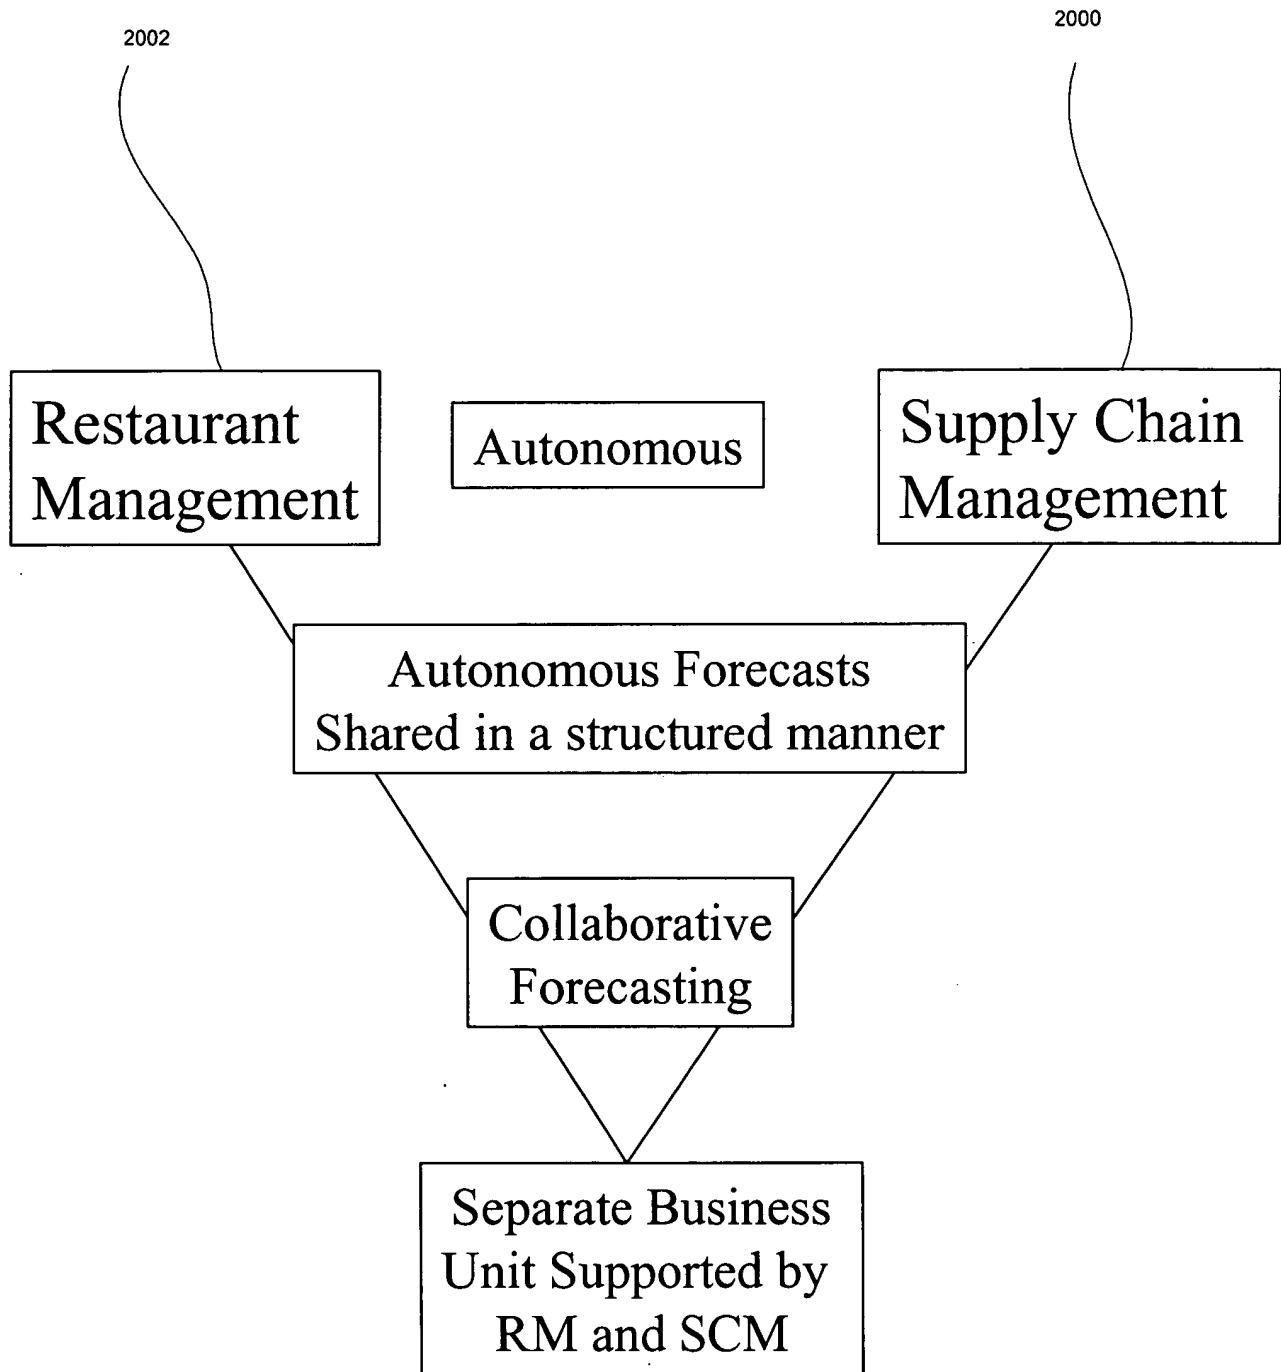 2002
2000
Restaurant
Management
Autonomous
Supply Chain
Management
Autonomous Forecasts
Shared in a structured manner
Collaborative
Forecasting
Separate Business
Unit Supported by
RM and SCM